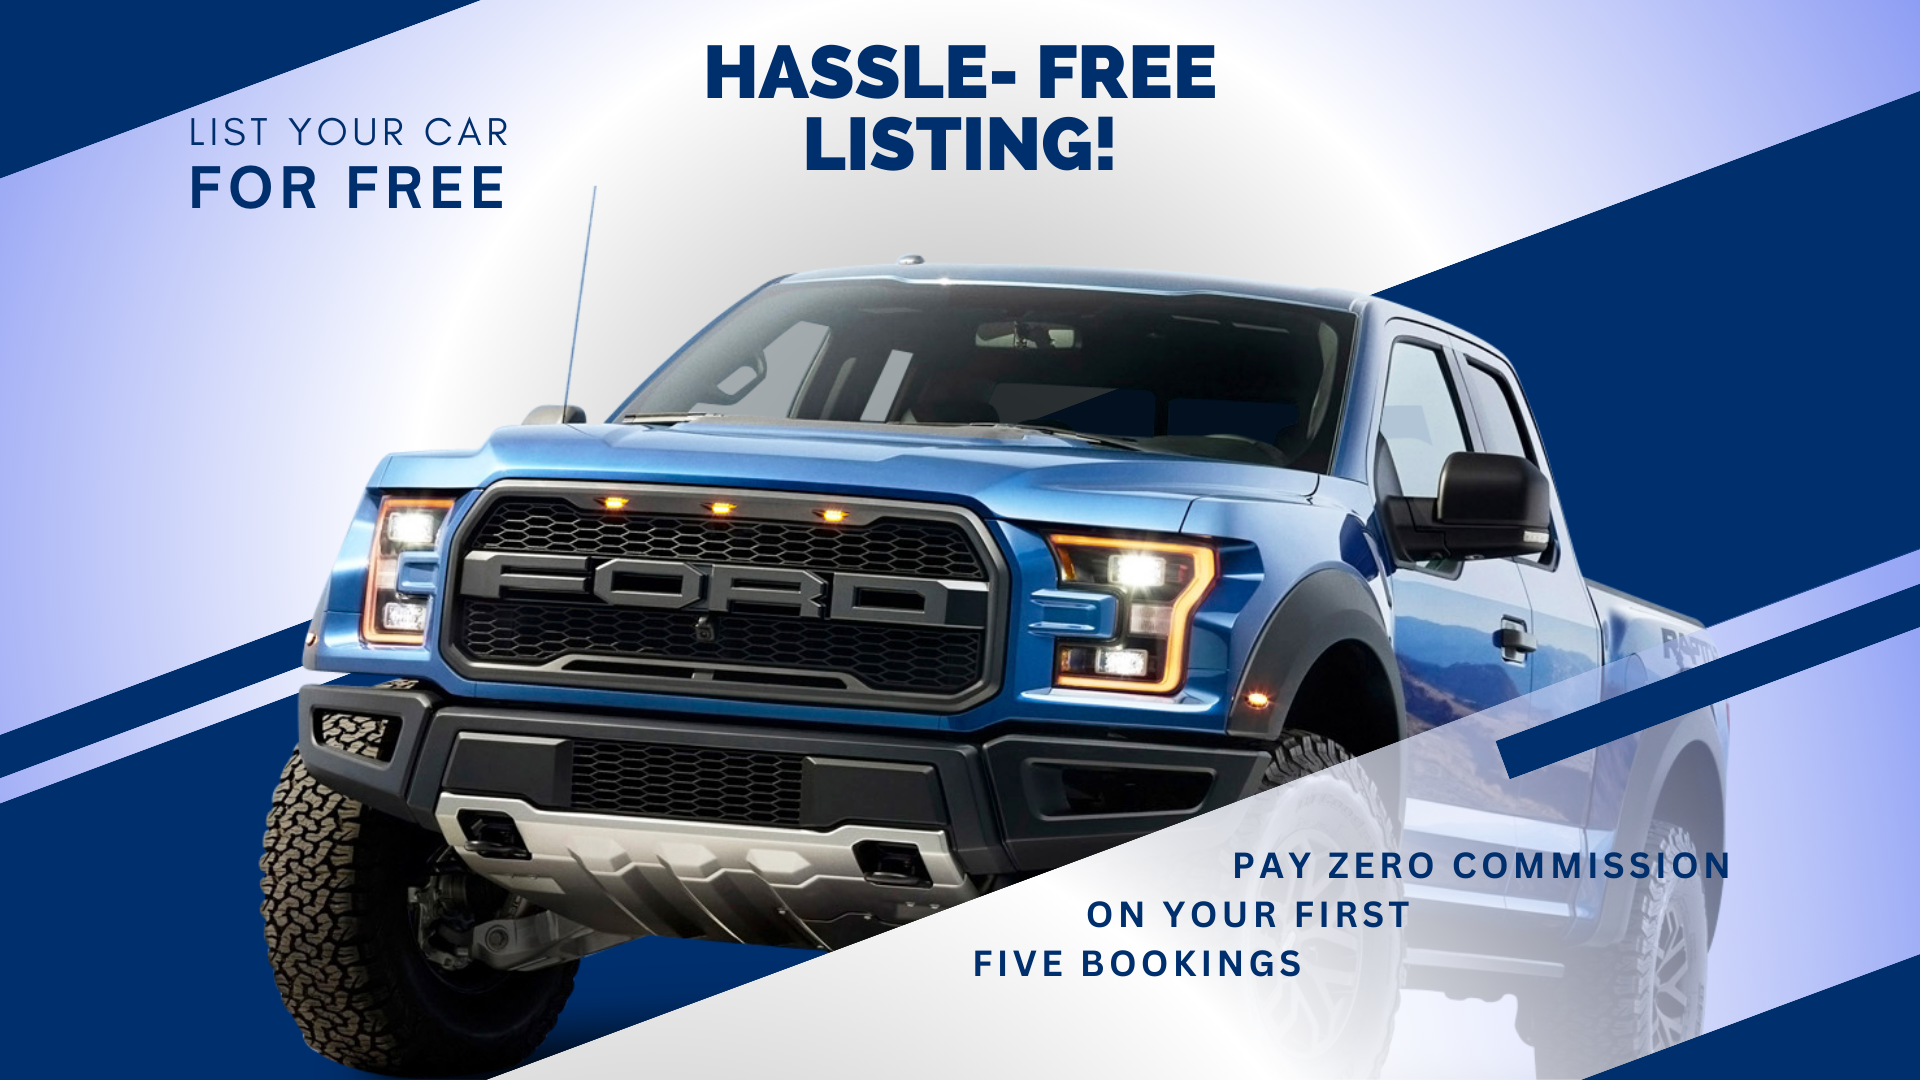 HASSLE- FREE
LISTING!
LIST YOUR CAR
FOR FREE
FORD
PAY ZERO COMMISSION
ON YOUR FIRST
FIVE BOOKINGS